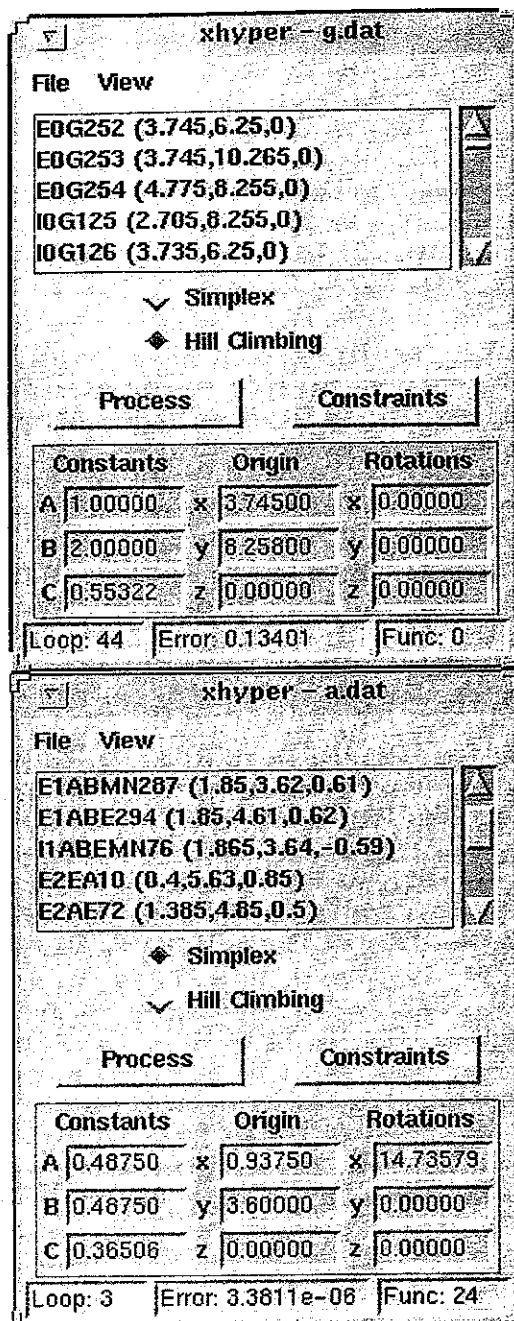 xhyper – g.dat
File View
E0G252 (3.745,6.25,0)
E0G253 (3.745,10.265,0)
E0G254 (4.775,8.255,0)
I0G125 (2.705,8.255,0)
I0G126 (3.735,6.25,0)
Simplex
Hill Climbing
Process Constraints
Constants Origin Rotations
A 1.00000 x 3.74500 x 0.00000
B 2.00000 y 8.25800 y 0.00000
C 0.55322 z 0.00000 z 0.00000
Loop: 44 Error: 0.13401 Func: 0
xhyper – a.dat
File View
E1ABMN287 (1.85,3.62,0.61)
E1ABE294 (1.85,4.61,0.62)
I1ABEMN76 (1.865,3.64,-0.59)
E2EA10 (0.4,5.63,0.85)
E2AE72 (1.385,4.85,0.5)
Simplex
Hill Climbing
Process Constraints
Constants Origin Rotations
A 0.48750 x 0.93750 x 14.73579
B 0.48750 y 3.60000 y 0.00000
C 0.36506 z 0.00000 z 0.00000
Loop: 3 Error: 3.3811e-06 Func: 24